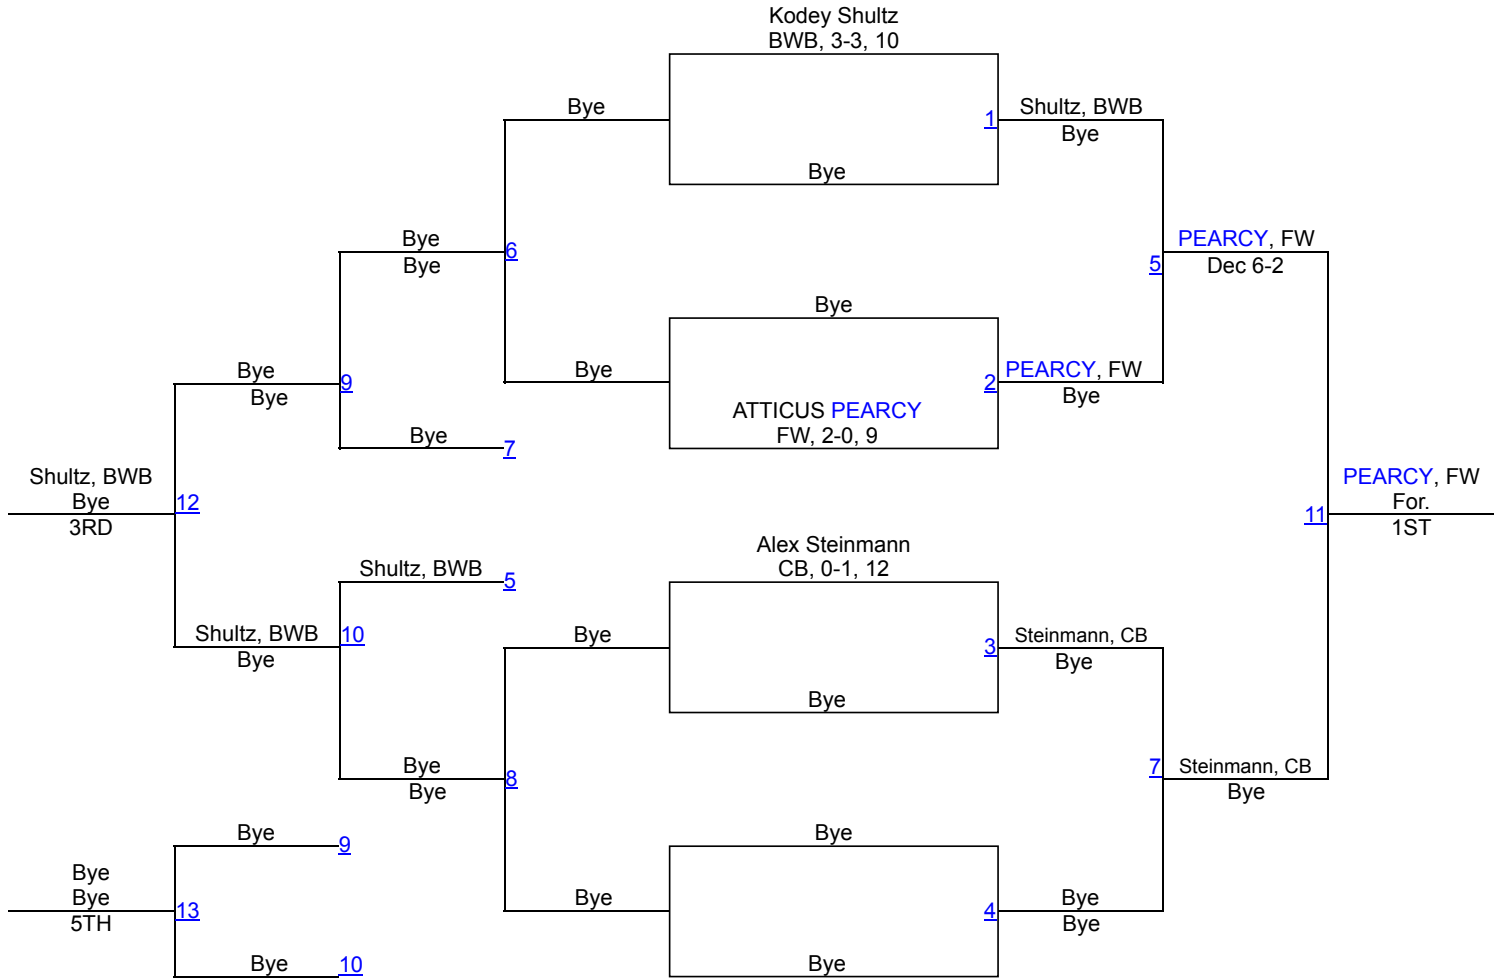 Kodey Shultz
BWB, 3-3, 10
Bye
1
Shultz, BWB
Bye
Bye
Bye
Bye
6
5
PEARCY, FW
Dec 6-2
Bye
Bye
Bye
9
Bye
2
PEARCY, FW
Bye
ATTICUS PEARCY
FW, 2-0, 9
Bye
7
Shultz, BWB
Bye
3RD
12
11
PEARCY, FW
For.
1ST
Alex Steinmann
CB, 0-1, 12
Shultz, BWB
5
Shultz, BWB
Bye
10
Bye
3
Steinmann, CB
Bye
Bye
Bye
Bye
8
7
Steinmann, CB
Bye
Bye
9
Bye
Bye
Bye
5TH
13
Bye
4
Bye
Bye
Bye
10
Bye